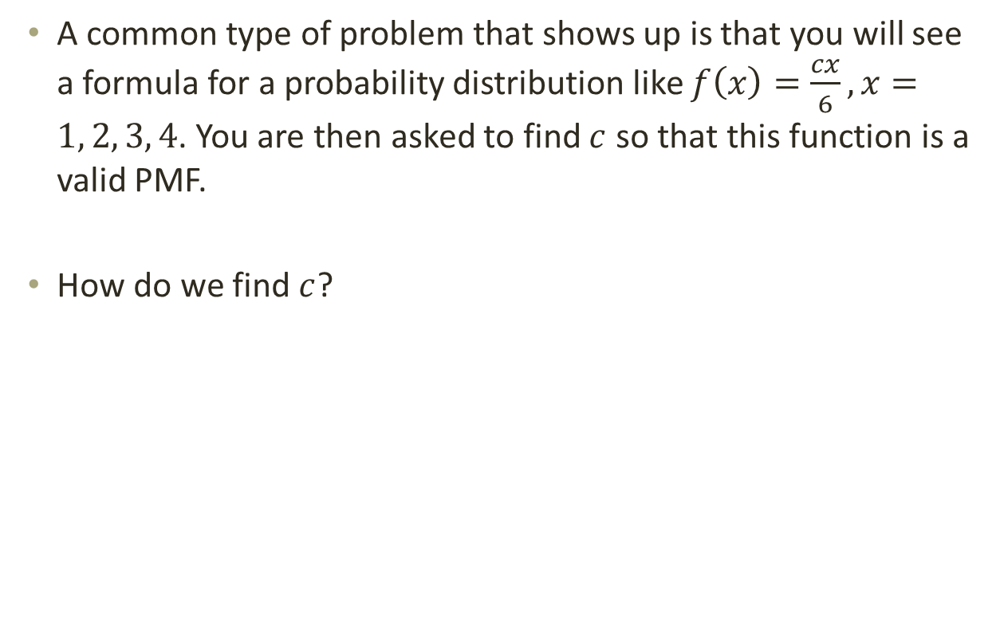 • A common type of problem that shows up is that you will see
a formula for a probability distribution like 𝑓(𝑥) = 𝑐𝑥/6, 𝑥 =
1, 2, 3, 4. You are then asked to find 𝑐 so that this function is a
valid PMF.
• How do we find 𝑐?